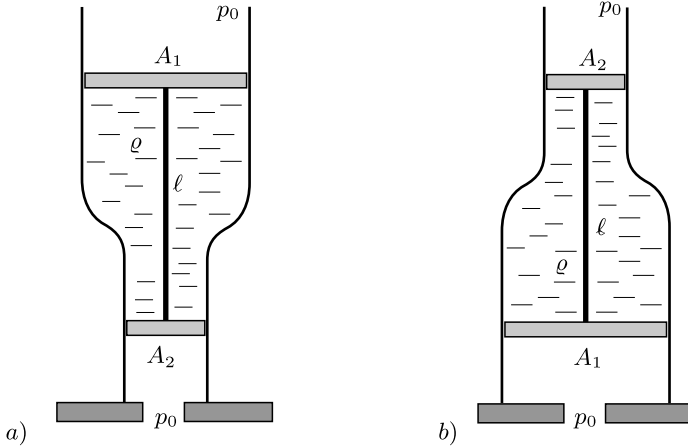 p₀
A₁
ϱ
ℓ
A₂
p₀
a)
p₀
A₂
ℓ
ϱ
A₁
p₀
b)